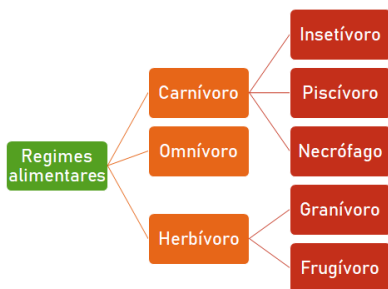 Regimes
alimentares
Carnívoro
Omnívoro
Herbívoro
Insetívoro
Piscívoro
Necrófago
Granívoro
Frugívoro